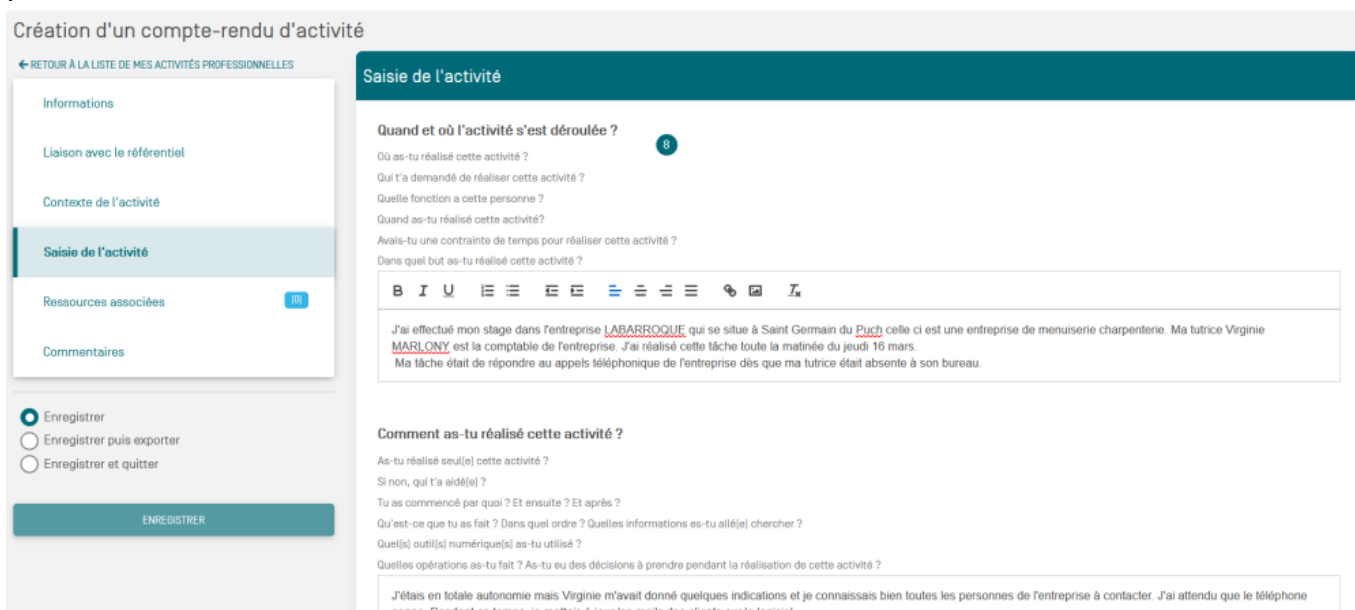 Création d'un compte-rendu d'activité
← RETOUR À LA LISTE DE MES ACTIVITÉS PROFESSIONNELLES
Informations
Liaison avec le référentiel
Contexte de l'activité
Saisie de l'activité
Ressources associées (0)
Commentaires
Enregistrer
Enregistrer puis exporter
Enregistrer et quitter
ENREGISTRER
Saisie de l'activité
Quand et où l'activité s'est déroulée ?
8
Où as-tu réalisé cette activité ?
Qui t'a demandé de réaliser cette activité ?
Quelle fonction a cette personne ?
Quand as-tu réalisé cette activité?
Avais-tu une contrainte de temps pour réaliser cette activité ?
Dans quel but as-tu réalisé cette activité ?
B I U
J'ai effectué mon stage dans l'entreprise LABARROQUE qui se situe à Saint Germain du Puch celle ci est une entreprise de menuiserie charpenterie. Ma tutrice Virginie
MARLONY est la comptable de l'entreprise. J'ai réalisé cette tâche toute la matinée du jeudi 16 mars.
Ma tâche était de répondre au appels téléphonique de l'entreprise dès que ma tutrice était absente à son bureau.
Comment as-tu réalisé cette activité ?
As-tu réalisé seul(e) cette activité ?
Si non, qui t'a aidé(e) ?
Tu as commencé par quoi ? Et ensuite ? Et après ?
Qu'est-ce que tu as fait ? Dans quel ordre ? Quelles informations es-tu allé(e) chercher ?
Quel(s) outil(s) numérique(s) as-tu utilisé ?
Quelles opérations as-tu fait ? As-tu eu des décisions à prendre pendant la réalisation de cette activité ?
J'étais en totale autonomie mais Virginie m'avait donné quelques indications et je connaissais bien toutes les personnes de l'entreprise à contacter. J'ai attendu que le téléphone